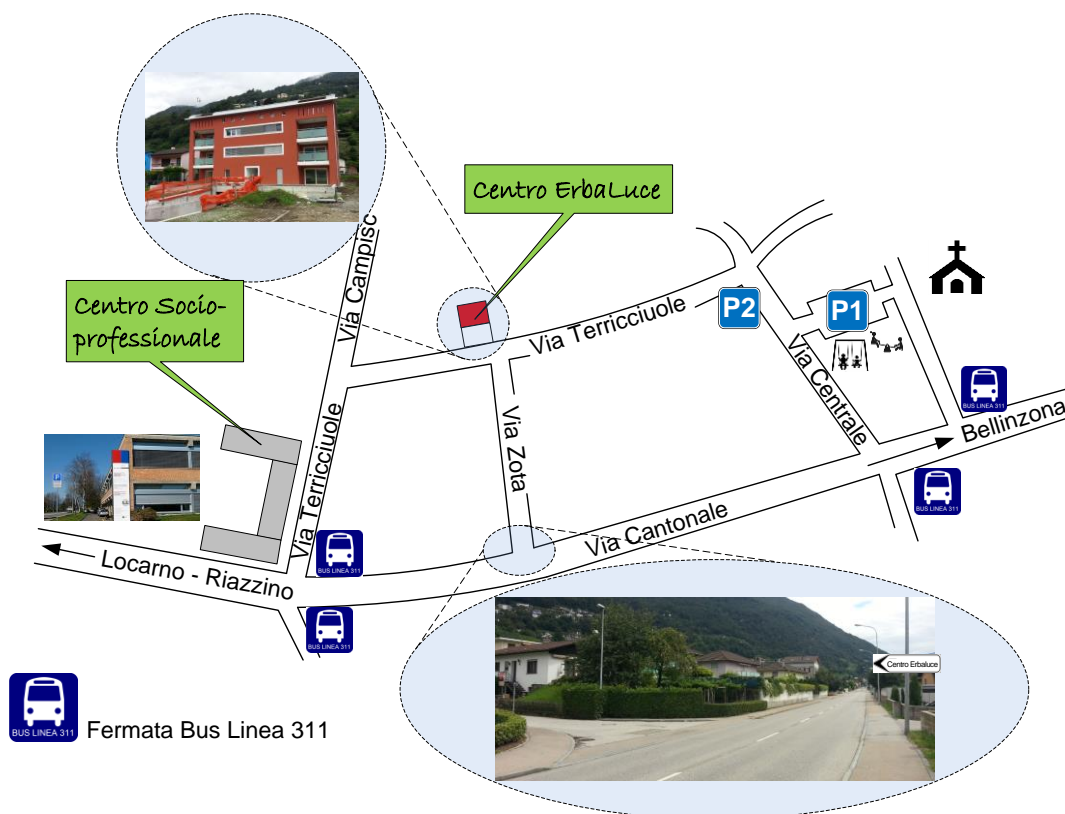 Centro ErbaLuce
Via Campisc
Centro Socio-
professionale
P2
P1
Via Terricciuole
Via Centrale
Via Zota
Via Terricciuole
BUS LINEA 311
Bellinzona
BUS LINEA 311
Via Cantonale
BUS LINEA 311
Locarno - Riazzino
BUS LINEA 311
Centro Erbaluce
BUS LINEA 311
Fermata Bus Linea 311